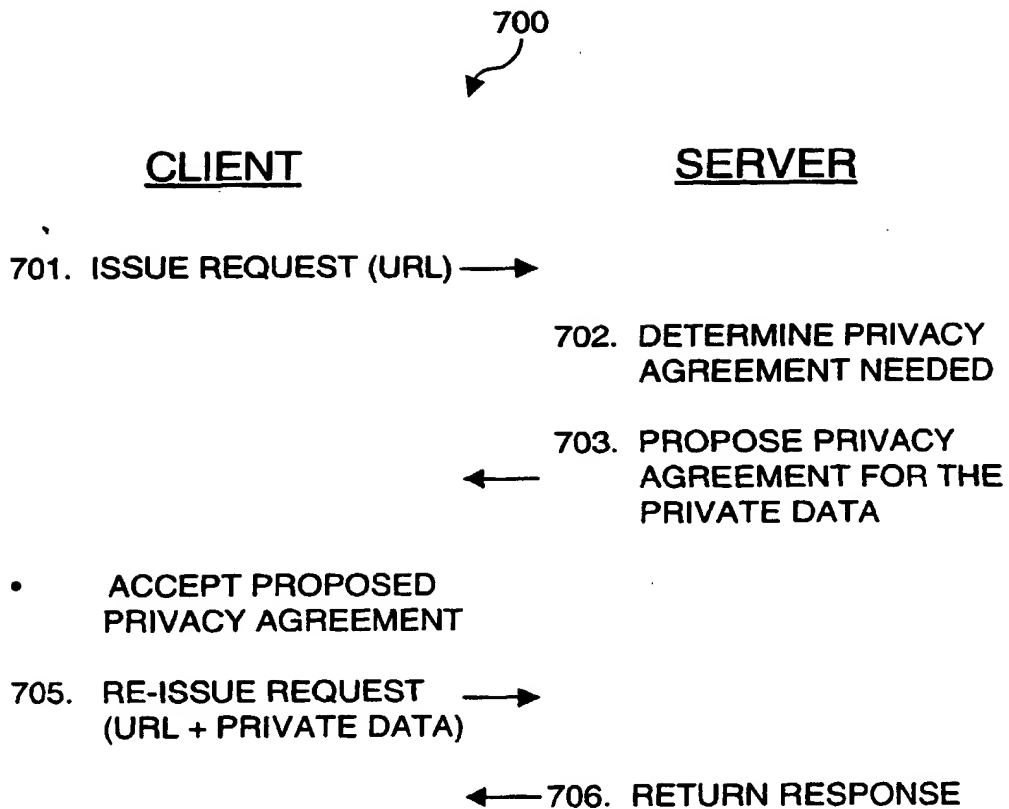 700
CLIENT SERVER
701. ISSUE REQUEST (URL)
702. DETERMINE PRIVACY
AGREEMENT NEEDED
703. PROPOSE PRIVACY
AGREEMENT FOR THE
PRIVATE DATA
• ACCEPT PROPOSED
PRIVACY AGREEMENT
705. RE-ISSUE REQUEST
(URL + PRIVATE DATA)
706. RETURN RESPONSE